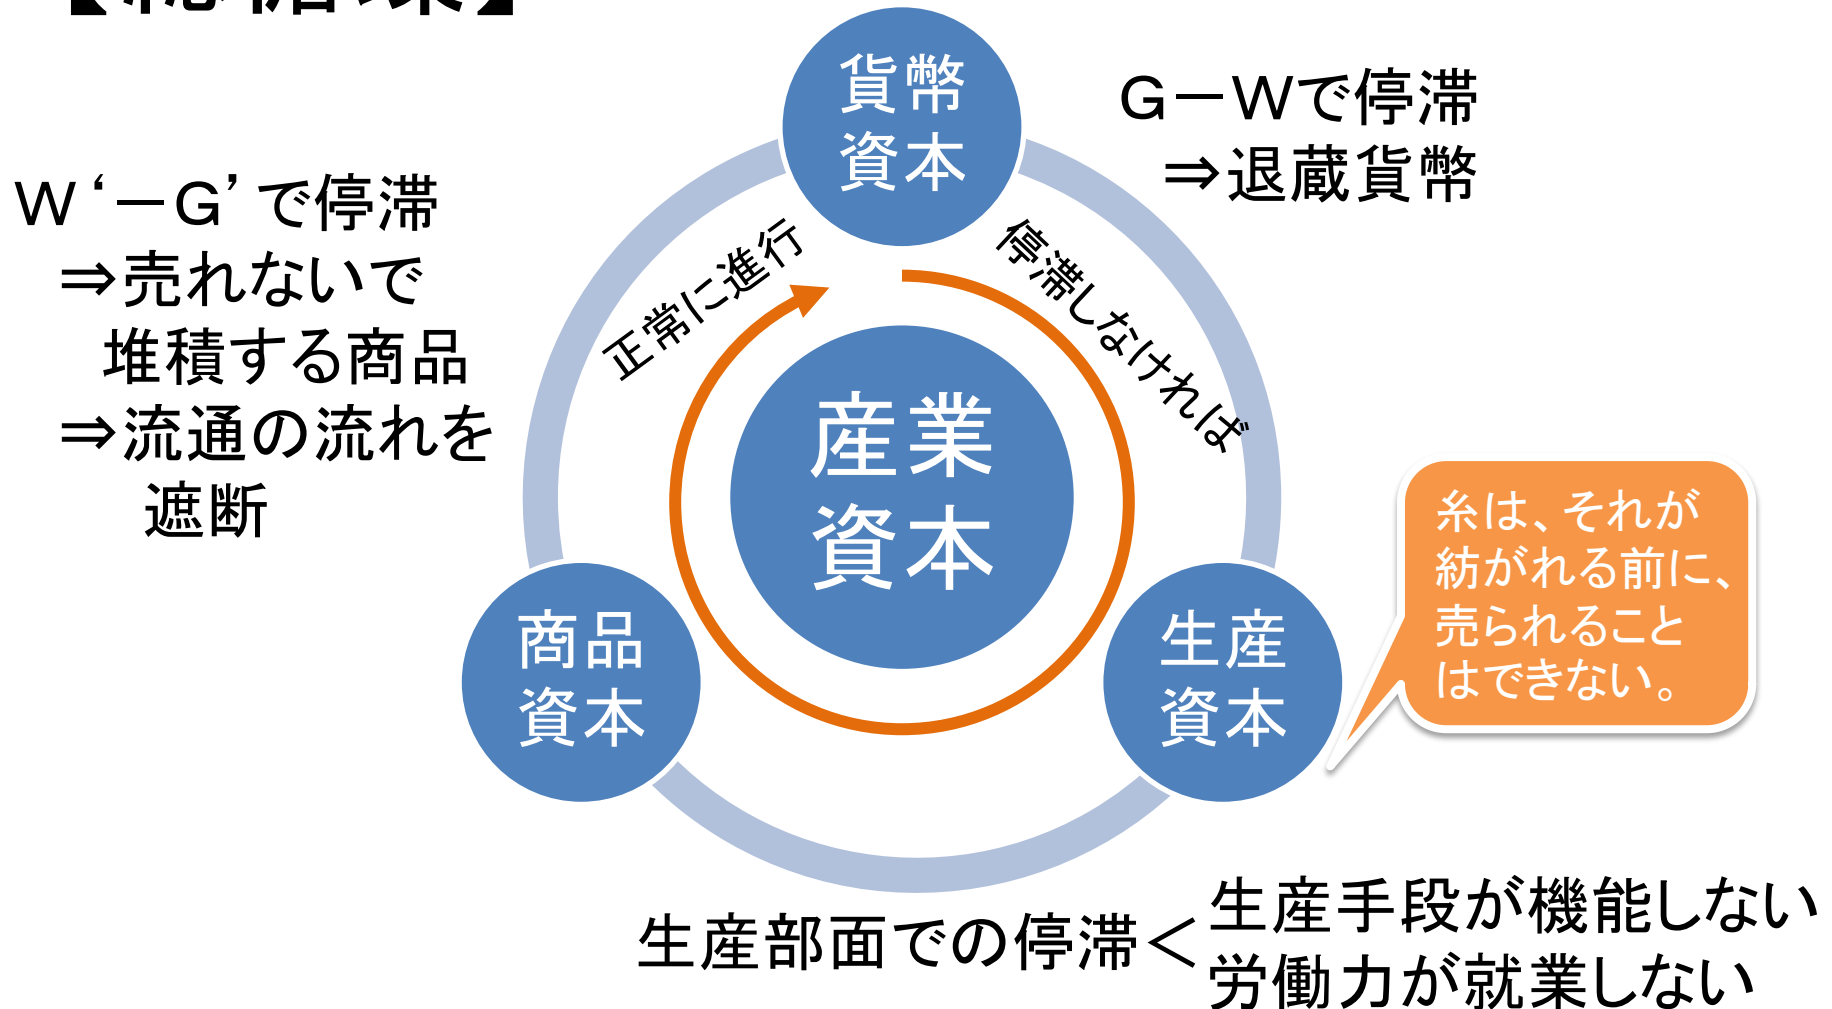 貨幣
資本
G－Wで停滞
⇒退蔵貨幣
W‘－G’で停滞
⇒売れないで
堆積する商品
⇒流通の流れを
遮断
正常に進行
停滞しなければ
産業
資本
糸は、それが
紡がれる前に、
売られること
はできない。
商品
資本
生産
資本
生産部面での停滞＜
生産手段が機能しない
労働力が就業しない